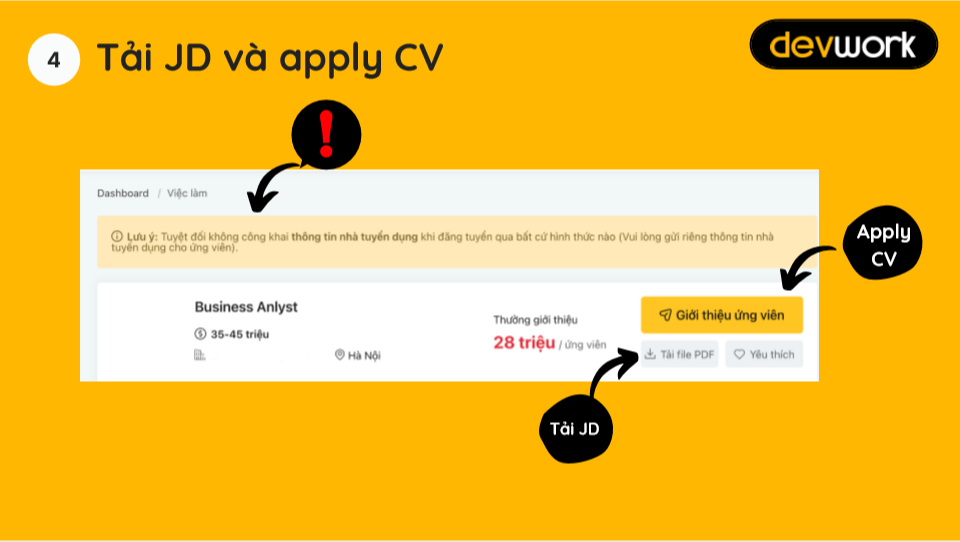 4
Tải JD và apply CV
devwork
Dashboard / Việc làm
Lưu ý: Tuyệt đối không công khai thông tin nhà tuyển dụng khi đăng tuyển qua bất cứ hình thức nào (Vui lòng gửi riêng thông tin nhà
tuyển dụng cho ứng viên).
Apply
CV
Business Anlyst
35-45 triệu
Hà Nội
Thưởng giới thiệu
28 triệu / ứng viên
Giới thiệu ứng viên
Tải file PDF
Yêu thích
Tải JD